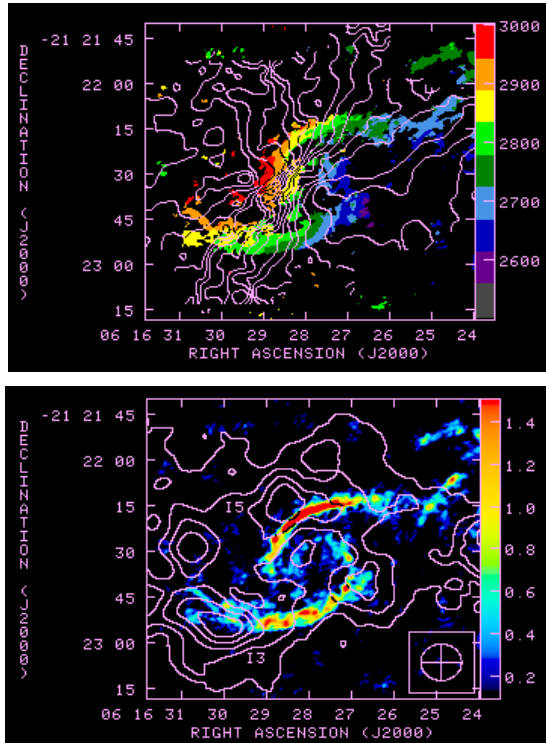 -21 21 45
22 00
15
30
45
23 00
15
DECLINATION (J2000)
06 16 31 30 29 28 27 26 25 24
RIGHT ASCENSION (J2000)
3000
2900
2800
2700
2600
-21 21 45
22 00
15
30
45
23 00
15
DECLINATION (J2000)
I5
I3
06 16 31 30 29 28 27 26 25 24
RIGHT ASCENSION (J2000)
1.4
1.2
1.0
0.8
0.6
0.4
0.2